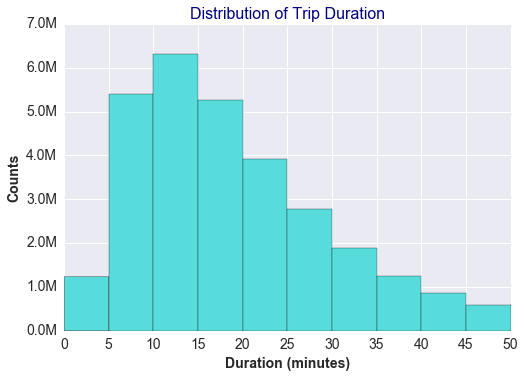 Distribution of Trip Duration
7.0M
6.0M
5.0M
4.0M
3.0M
2.0M
1.0M
0.0M
Counts
0 5 10 15 20 25 30 35 40 45 50
Duration (minutes)